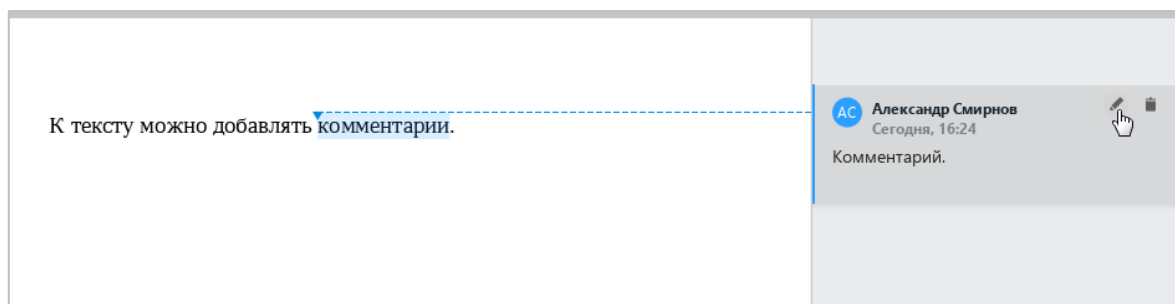 К тексту можно добавлять комментарии.
АС
Александр Смирнов
Сегодня, 16:24
Комментарий.